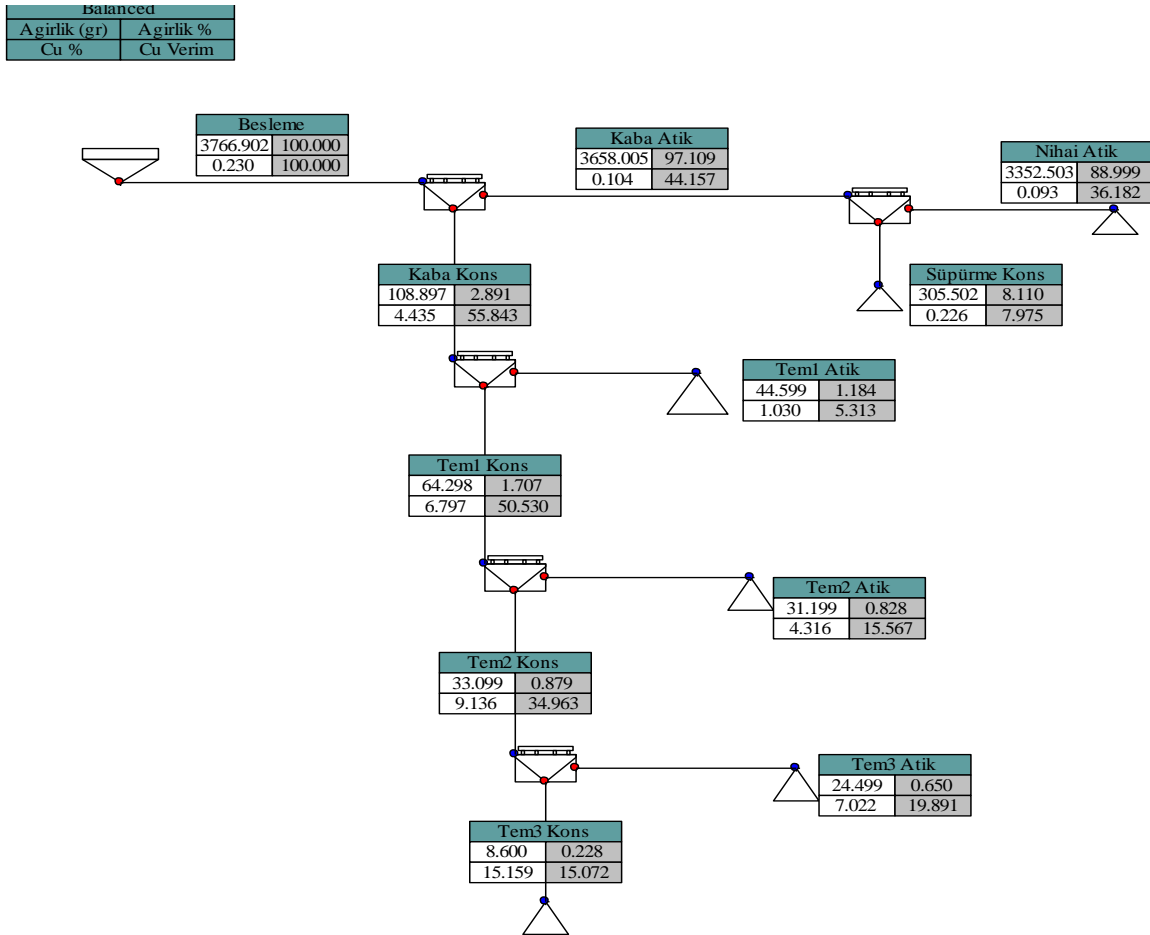 Balanced
Agirlik (gr) Agirlik %
Cu % Cu Verim
Besleme
3766.902 100.000
0.230 100.000
Kaba Atik
3658.005 97.109
0.104 44.157
Nihai Atik
3352.503 88.999
0.093 36.182
Kaba Kons
108.897 2.891
4.435 55.843
Süpürme Kons
305.502 8.110
0.226 7.975
Tem1 Atik
44.599 1.184
1.030 5.313
Tem1 Kons
64.298 1.707
6.797 50.530
Tem2 Atik
31.199 0.828
4.316 15.567
Tem2 Kons
33.099 0.879
9.136 34.963
Tem3 Atik
24.499 0.650
7.022 19.891
Tem3 Kons
8.600 0.228
15.159 15.072